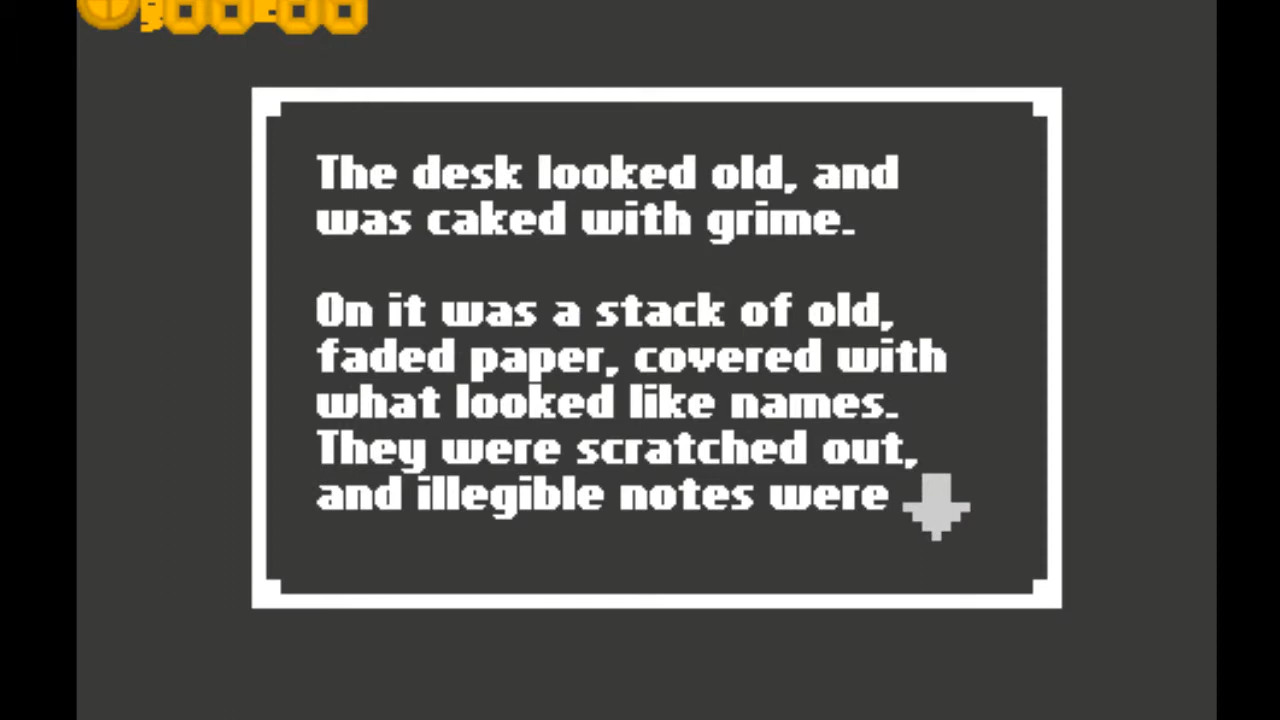 The desk looked old, and
was caked with grime.
On it was a stack of old,
faded paper, covered with
what looked like names.
They were scratched out,
and illegible notes were